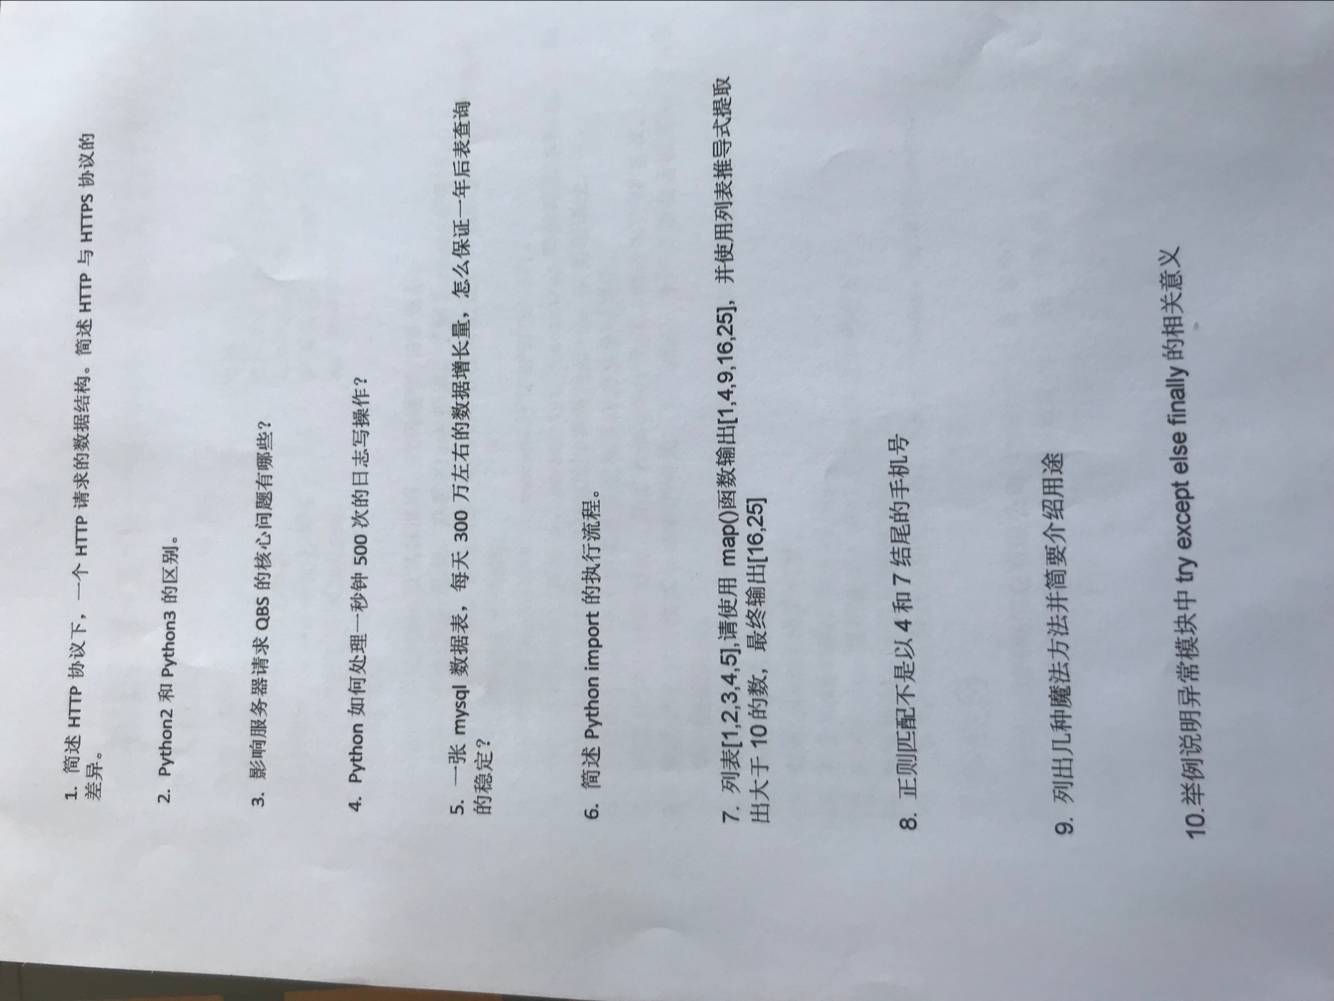 1. 简述 HTTP 协议下，一个 HTTP 请求的数据结构。简述 HTTP 与 HTTPS 协议的
差异。
2. Python2 和 Python3 的区别。
3. 影响服务器请求 QBS 的核心问题有哪些？
4. Python 如何处理一秒钟 500 次的日志写操作？
5. 一张 mysql 数据表，每天 300 万左右的数据增长量，怎么保证一年后表查询
的稳定？
6. 简述 Python import 的执行流程。
7. 列表[1,2,3,4,5],请使用 map()函数输出[1,4,9,16,25]，并使用列表推导式提取
出大于 10 的数，最终输出[16,25]
8. 正则匹配不是以 4 和 7 结尾的手机号
9. 列出几种魔法方法并简要介绍用途
10.举例说明异常模块中 try except else finally 的相关意义